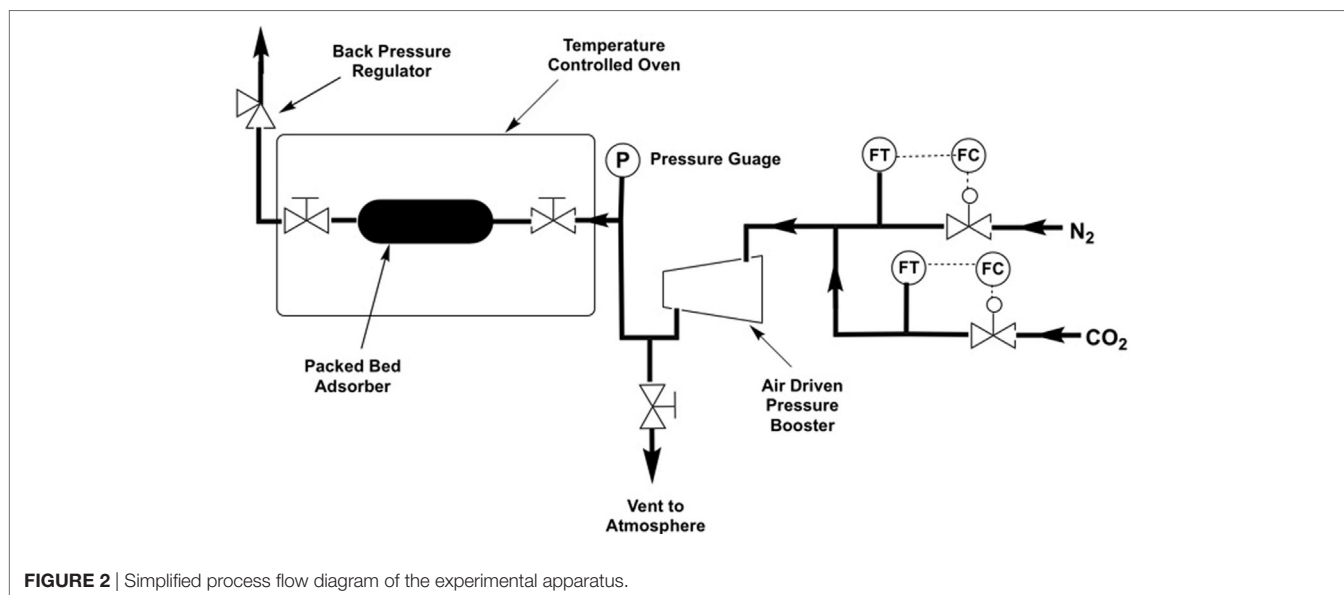 Back Pressure
Regulator
Temperature
Controlled Oven
P
Pressure Guage
FT
FC
N2
FT
FC
CO2
Packed Bed
Adsorber
Air Driven
Pressure
Booster
Vent to
Atmosphere
FIGURE 2 | Simplified process flow diagram of the experimental apparatus.